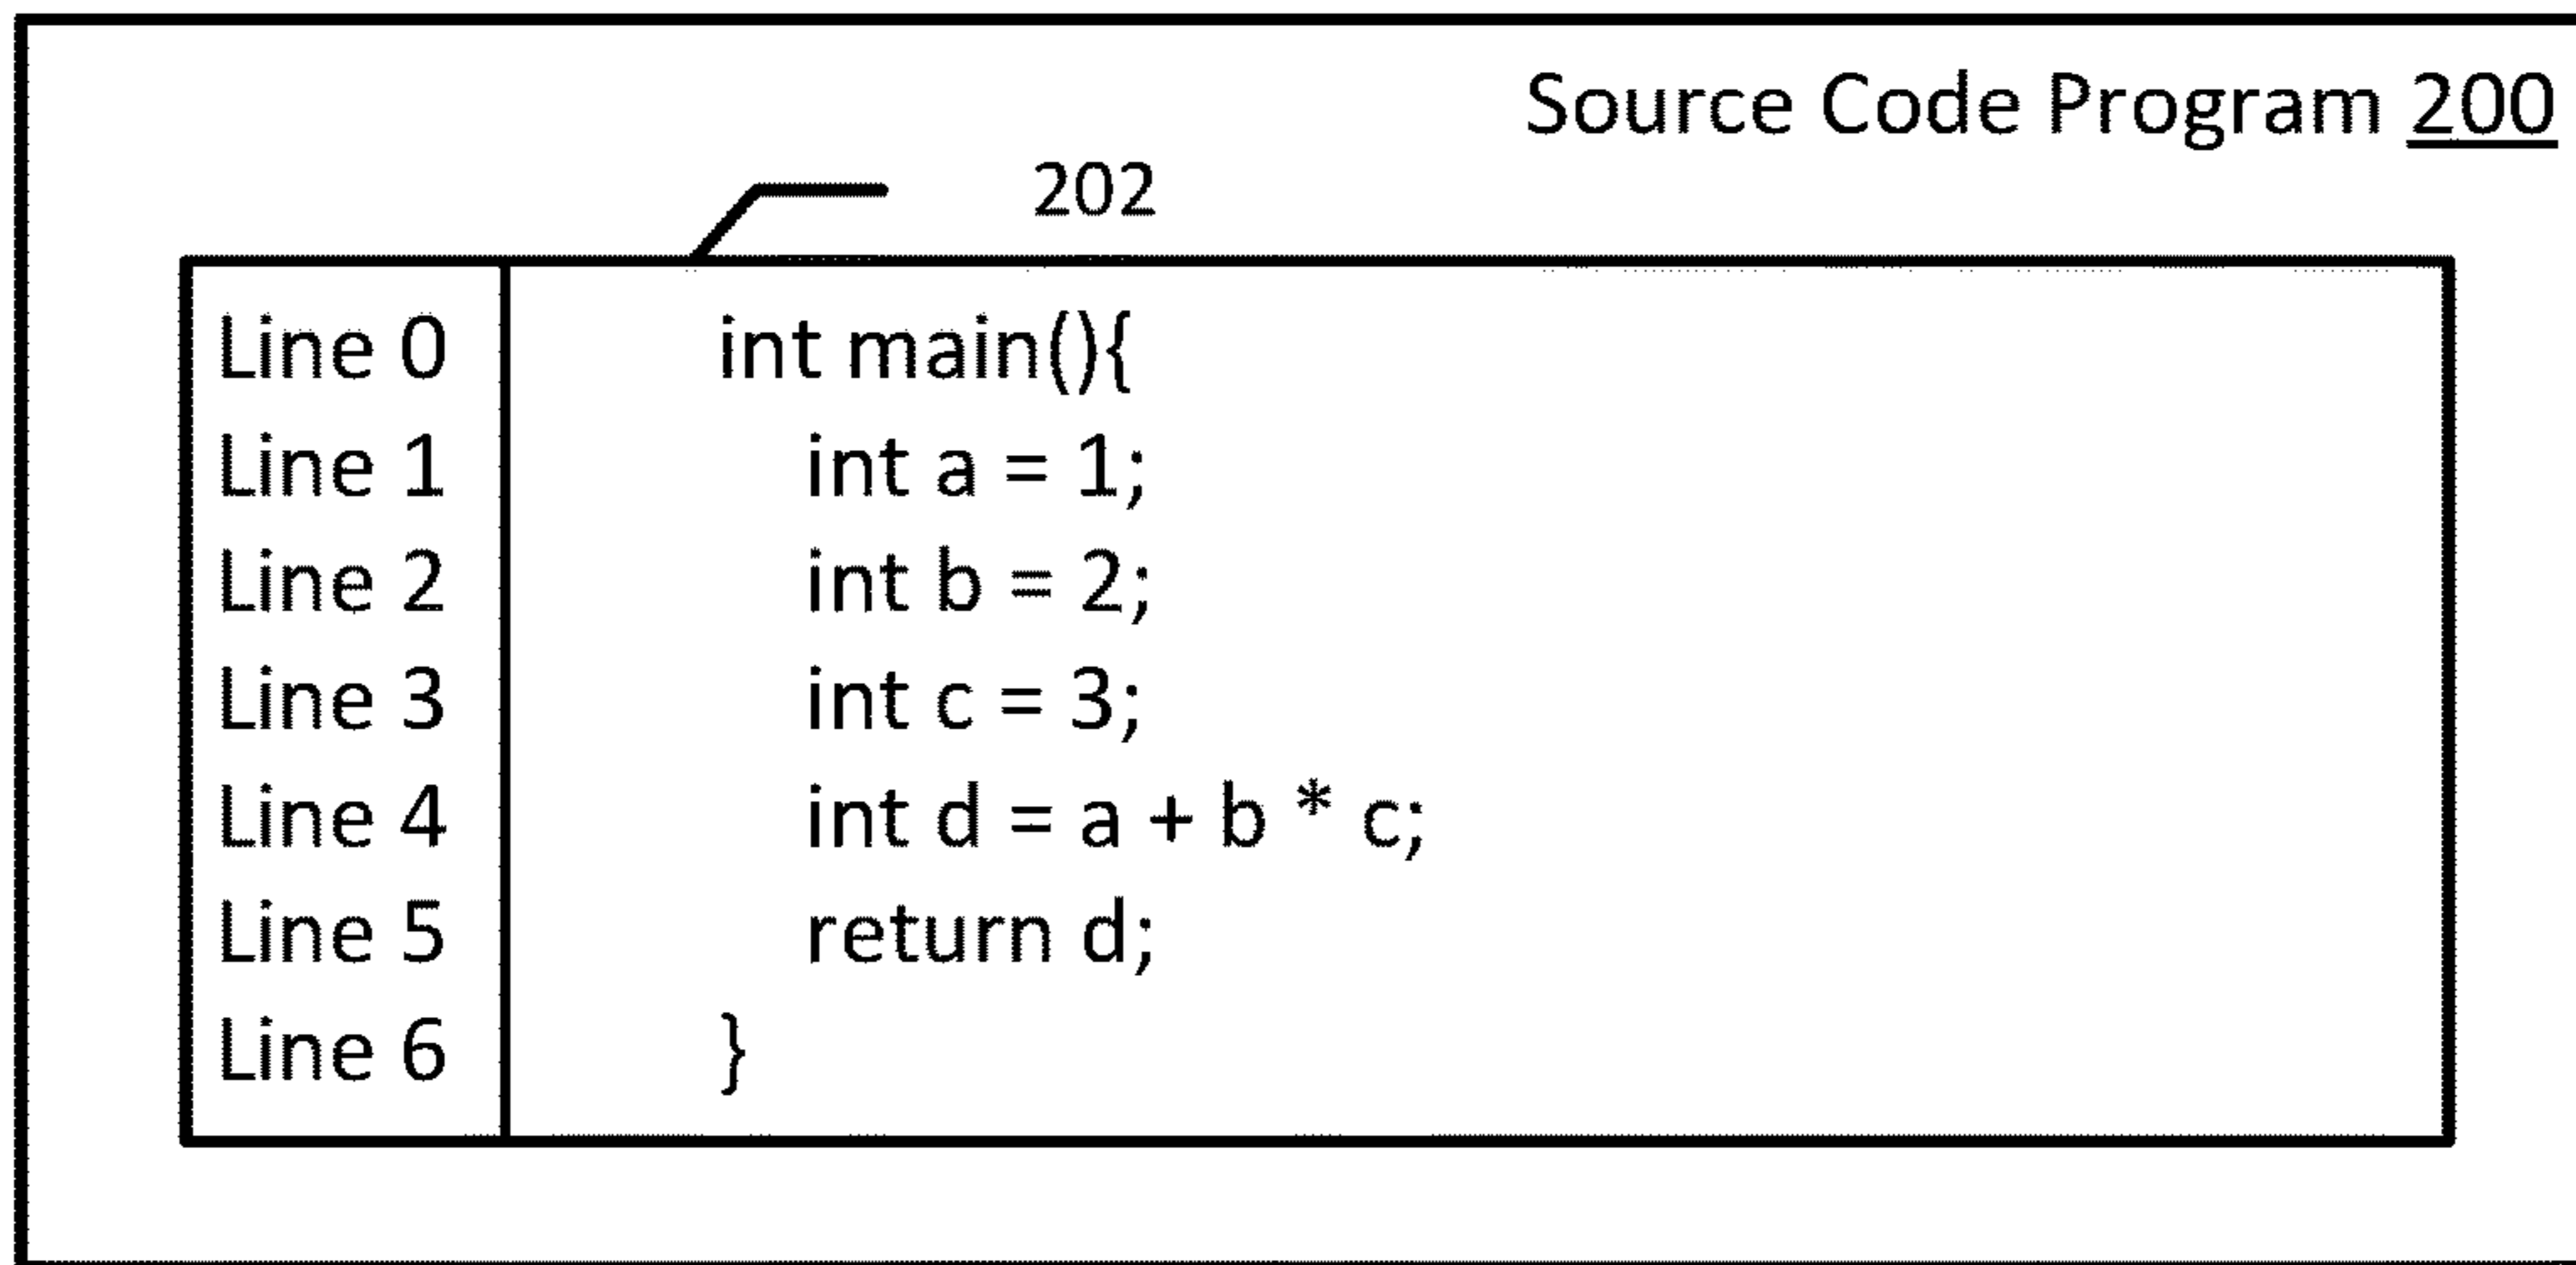 Source Code Program 200
202
Line 0 int main(){
Line 1 int a = 1;
Line 2 int b = 2;
Line 3 int c = 3;
Line 4 int d = a + b * c;
Line 5 return d;
Line 6 }